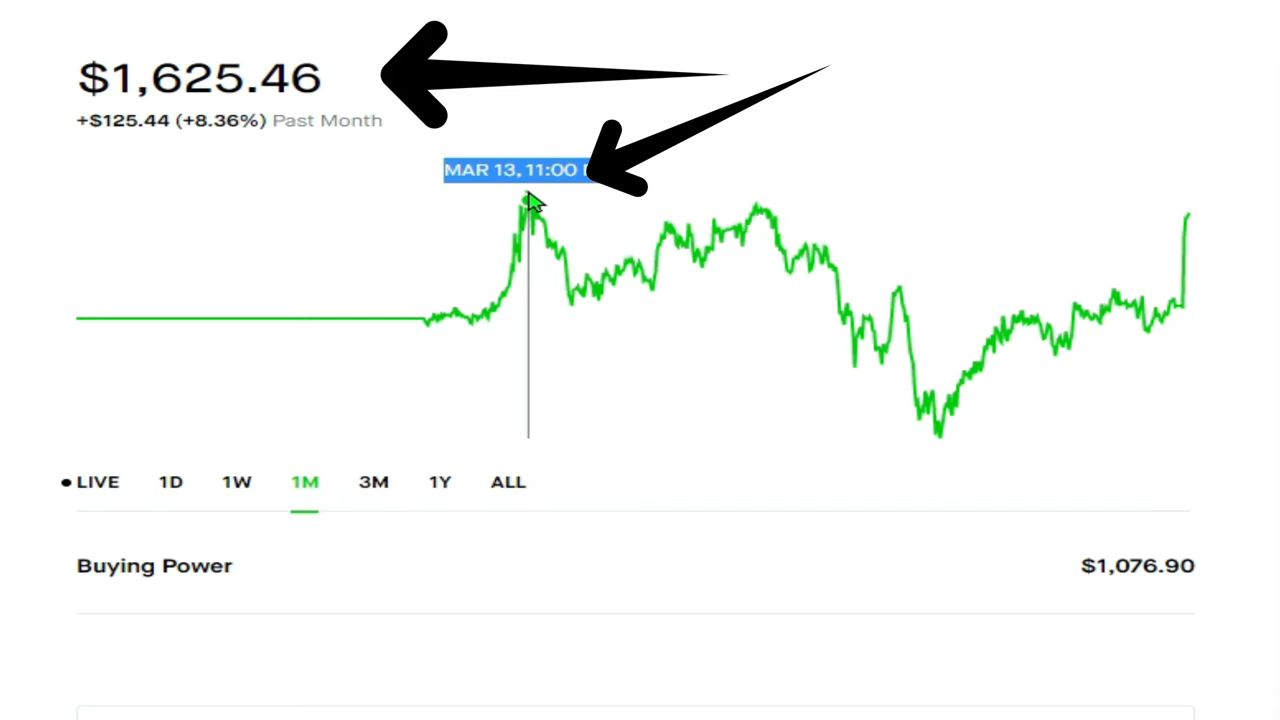 $1,625.46
+$125.44 (+8.36%) Past Month
MAR 13, 11:00
LIVE 1D 1W 1M 3M 1Y ALL
Buying Power $1,076.90